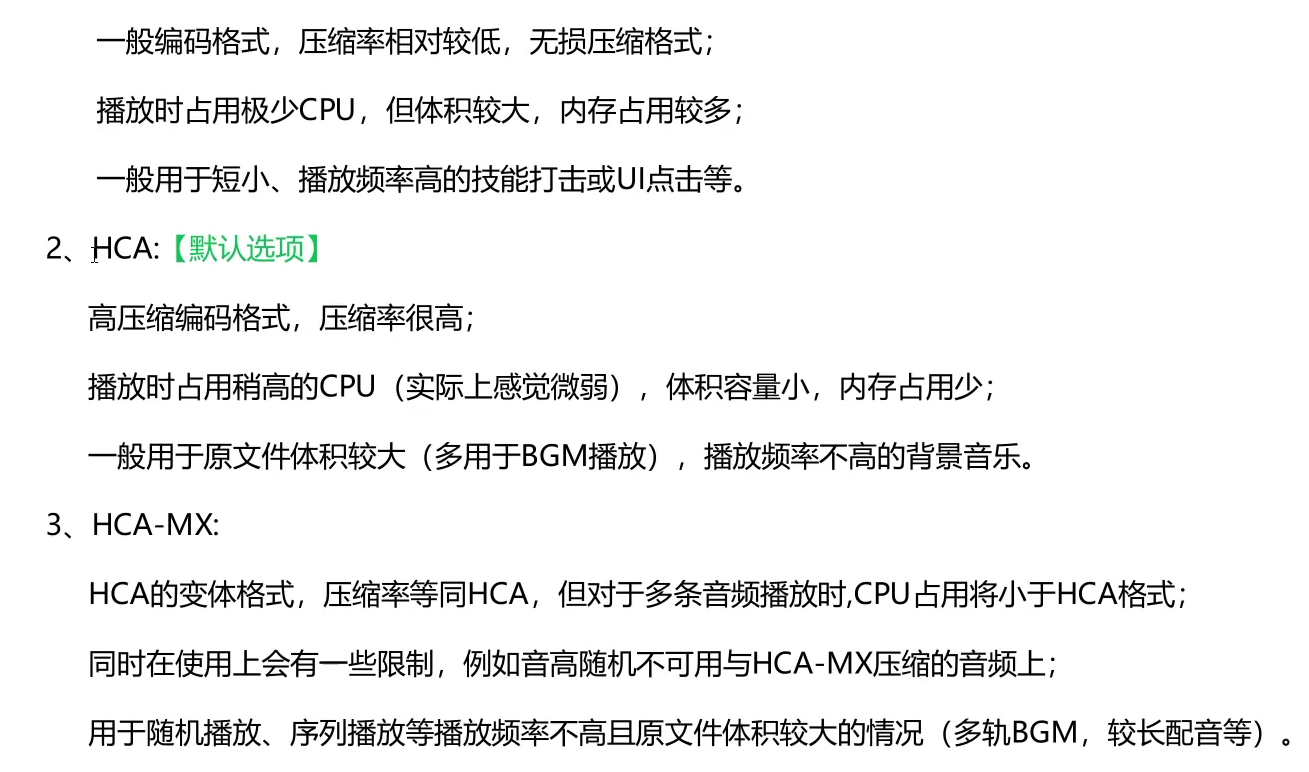 一般编码格式，压缩率相对较低，无损压缩格式；
播放时占用极少CPU，但体积较大，内存占用较多；
一般用于短小、播放频率高的技能打击或UI点击等。
2、HCA:【默认选项】
高压缩编码格式，压缩率很高；
播放时占用稍高的CPU（实际上感觉微弱），体积容量小，内存占用少；
一般用于原文件体积较大（多用于BGM播放），播放频率不高的背景音乐。
3、HCA-MX:
HCA的变体格式，压缩率等同HCA，但对于多条音频播放时,CPU占用将小于HCA格式；
同时在使用上会有一些限制，例如音高随机不可用与HCA-MX压缩的音频上；
用于随机播放、序列播放等播放频率不高且原文件体积较大的情况（多轨BGM，较长配音等）。